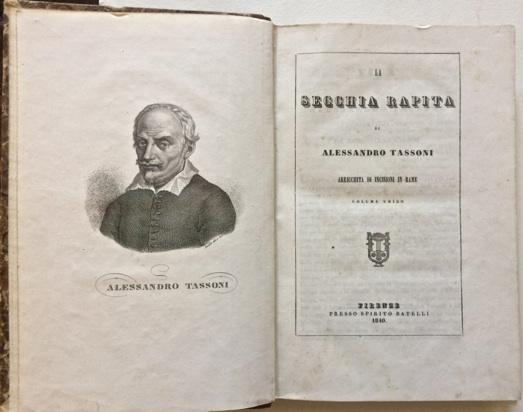 ALESSANDRO TASSONI
LA
SECCHIA RAPITA
DI
ALESSANDRO TASSONI
ARRICCHITA DI INCISIONI IN RAME
VOLUME UNICO
FIRENZE
PRESSO SPIRITO BATELLI
1840.